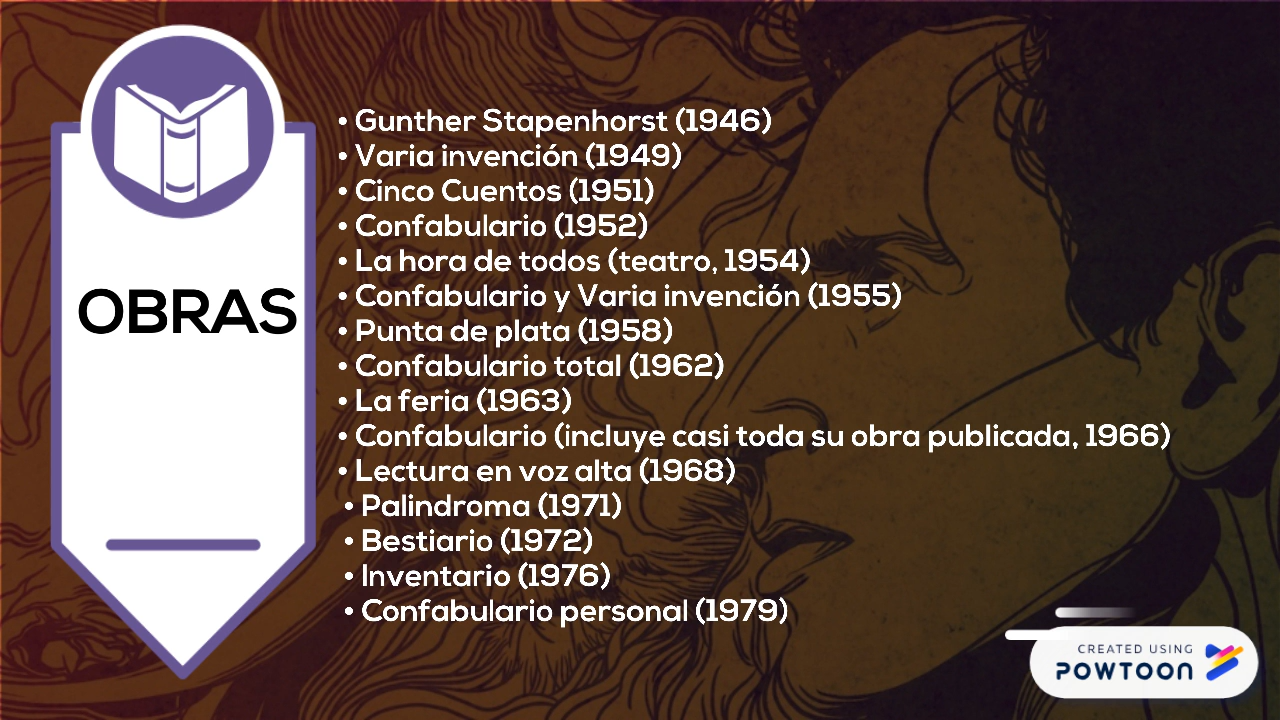 OBRAS
• Gunther Stapenhorst (1946)
• Varia invención (1949)
• Cinco Cuentos (1951)
• Confabulario (1952)
• La hora de todos (teatro, 1954)
• Confabulario y Varia invención (1955)
• Punta de plata (1958)
• Confabulario total (1962)
• La feria (1963)
• Confabulario (incluye casi toda su obra publicada, 1966)
• Lectura en voz alta (1968)
• Palindroma (1971)
• Bestiario (1972)
• Inventario (1976)
• Confabulario personal (1979)
CREATED USING
POWTOON